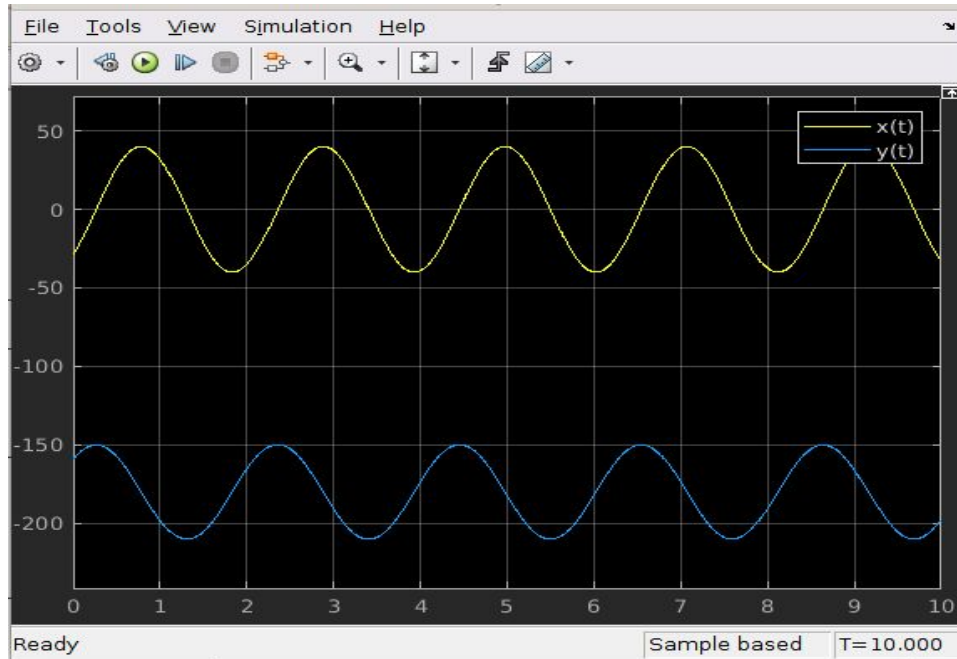 File Tools View Simulation Help
x(t)
y(t)
50
0
-50
-100
-150
-200
0 1 2 3 4 5 6 7 8 9 10
Ready Sample based T=10.000